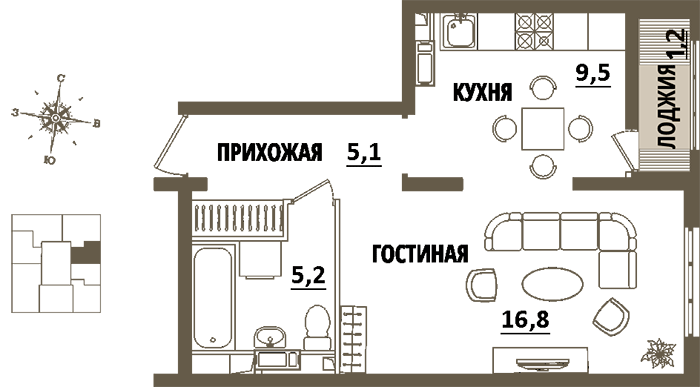 1,2
ЛОДЖИЯ
9,5
КУХНЯ
С
З
В
Ю
ПРИХОЖАЯ 5,1
ГОСТИНАЯ
5,2
16,8